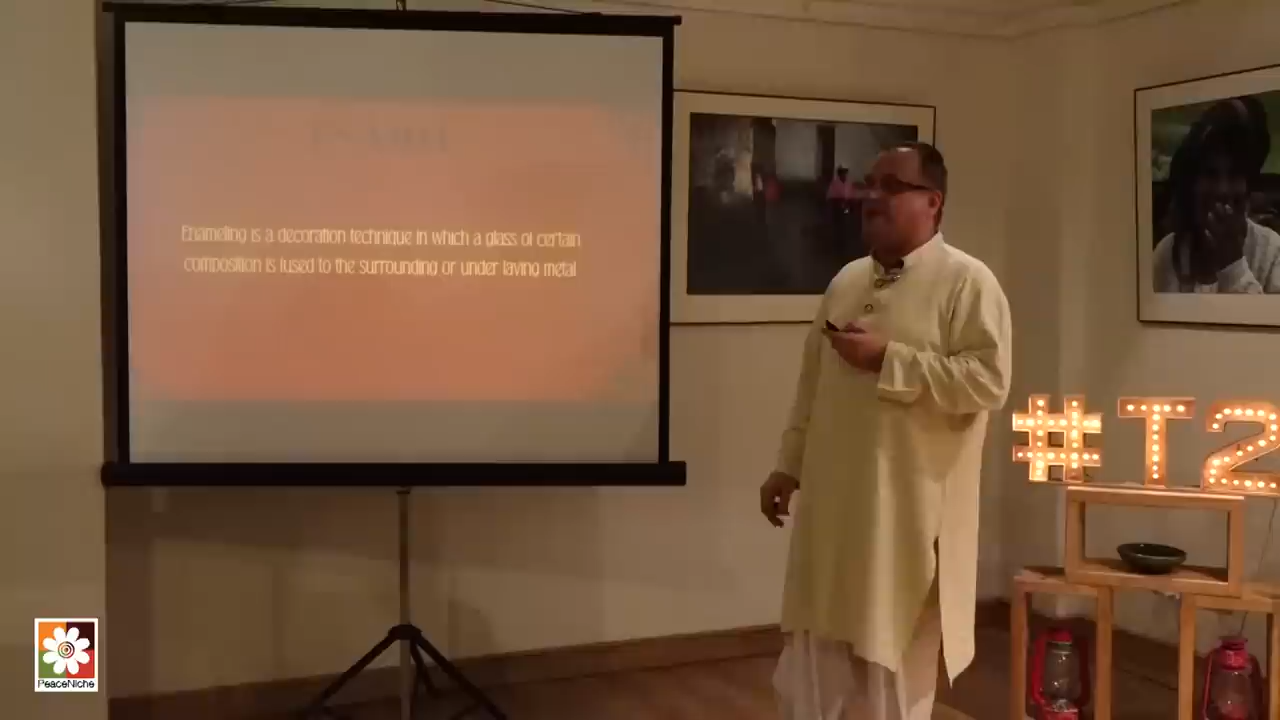 Enameling is a decoration technique in which a glass of certain
composition is fused to the surrounding or under laying metal
#T2
PeaceNiche